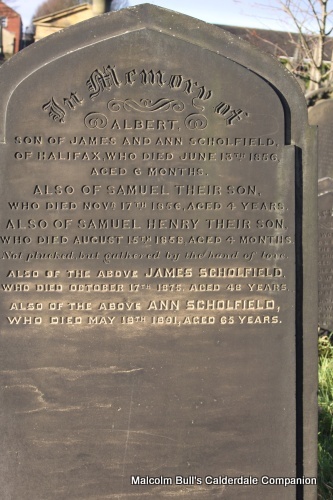 In Memory of
ALBERT,
SON OF JAMES AND ANN SCHOLFIELD,
OF HALIFAX, WHO DIED JUNE 13TH 1856,
AGED 6 MONTHS.
ALSO OF SAMUEL THEIR SON,
WHO DIED NOVR 17TH 1856, AGED 4 YEARS.
ALSO OF SAMUEL HENRY THEIR SON,
WHO DIED AUGUST 15TH 1858 AGED 4 MONTHS
Not plucked but gathered by the hand of love.
ALSO OF THE ABOVE JAMES SCHOLFIELD,
WHO DIED OCTOBER 17TH 1875, AGED 48 YEARS.
ALSO OF THE ABOVE ANN SCHOLFIELD,
WHO DIED MAY 18TH 1891, AGED 65 YEARS.
Malcolm Bull's Calderdale Companion